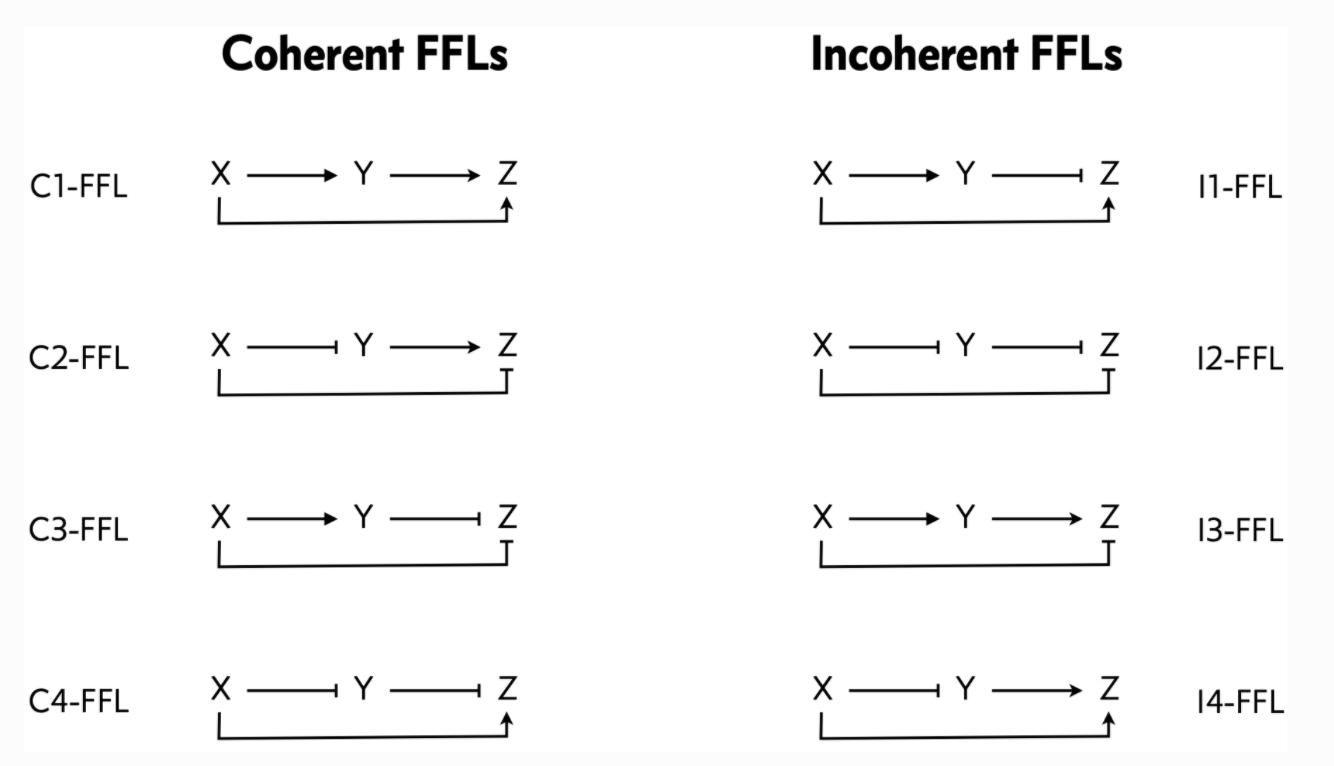 Coherent FFLs Incoherent FFLs
C1-FFL X Y Z X Y Z I1-FFL
C2-FFL X Y Z X Y Z I2-FFL
C3-FFL X Y Z X Y Z I3-FFL
C4-FFL X Y Z X Y Z I4-FFL